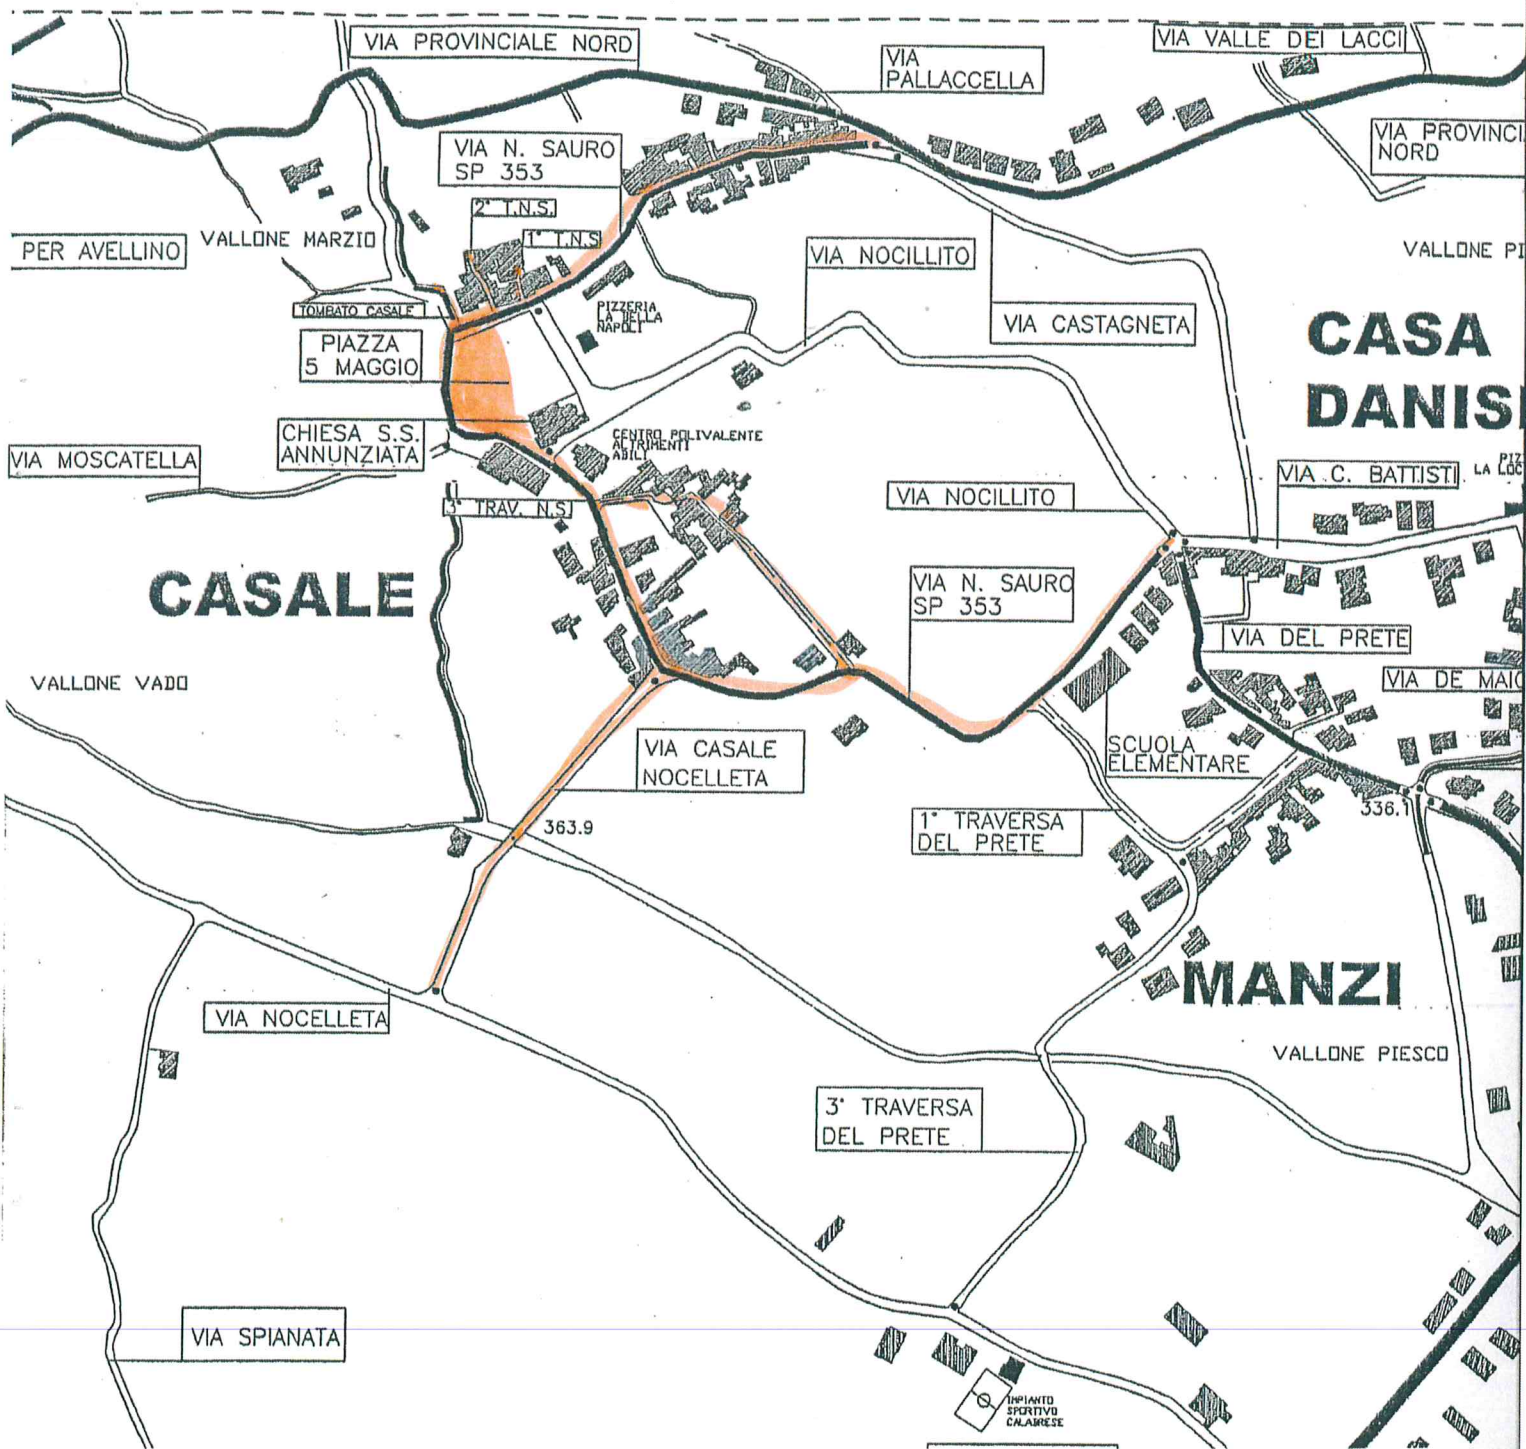 VIA PROVINCIALE NORD
VIA
PALLACCELLA
VIA VALLE DEI LACCI
VIA PROVINCI
NORD
VIA N. SAURO
SP 353
2° T.N.S.
1° T.N.S
PER AVELLINO
VALLONE MARZIO
VIA NOCILLITO
VALLONE PI
TOMBATO CASALE
PIZZERIA
LA BELLA
NAPOLI
VIA CASTAGNETA
PIAZZA
5 MAGGIO
CASA
DANIS
CHIESA S.S.
ANNUNZIATA
CENTRO POLIVALENTE
ALTRIMENTI
ABILI
VIA MOSCATELLA
VIA C. BATTISTI
PIZ
LA LOC
3° TRAV. N.S
VIA NOCILLITO
CASALE
VIA N. SAURO
SP 353
VIA DEL PRETE
VALLONE VADO
VIA DE MAIO
VIA CASALE
NOCELLETA
SCUOLA
ELEMENTARE
363.9
1° TRAVERSA
DEL PRETE
336.1
MANZI
VIA NOCELLETA
VALLONE PIESCO
3° TRAVERSA
DEL PRETE
VIA SPIANATA
IMPIANTO
SPORTIVO
CALABRESE